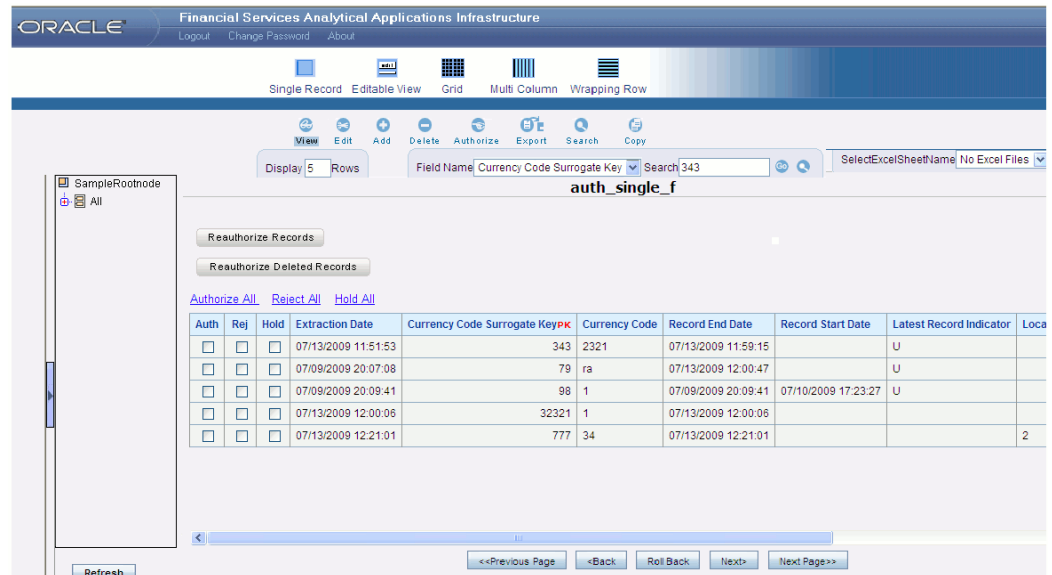 ORACLE
Financial Services Analytical Applications Infrastructure
Logout Change Password About
Single Record Editable View Grid Multi Column Wrapping Row
View Edit Add Delete Authorize Export Search Copy
Display 5 Rows Field Name Currency Code Surrogate Key Search 343 Go SelectExcelSheetName No Excel Files
SampleRootnode
All
auth_single_f
Reauthorize Records
Reauthorize Deleted Records
Authorize All Reject All Hold All
Auth Rej Hold Extraction Date Currency Code Surrogate KeyPK Currency Code Record End Date Record Start Date Latest Record Indicator Loca
07/13/2009 11:51:53 343 2321 07/13/2009 11:59:15 U
07/09/2009 20:07:08 79 ra 07/13/2009 12:00:47 U
07/09/2009 20:09:41 98 1 07/09/2009 20:09:41 07/10/2009 17:23:27 U
07/13/2009 12:00:06 32321 1 07/13/2009 12:00:06
07/13/2009 12:21:01 777 34 07/13/2009 12:21:01 2
<<Previous Page <Back Roll Back Next> Next Page>>
Refresh